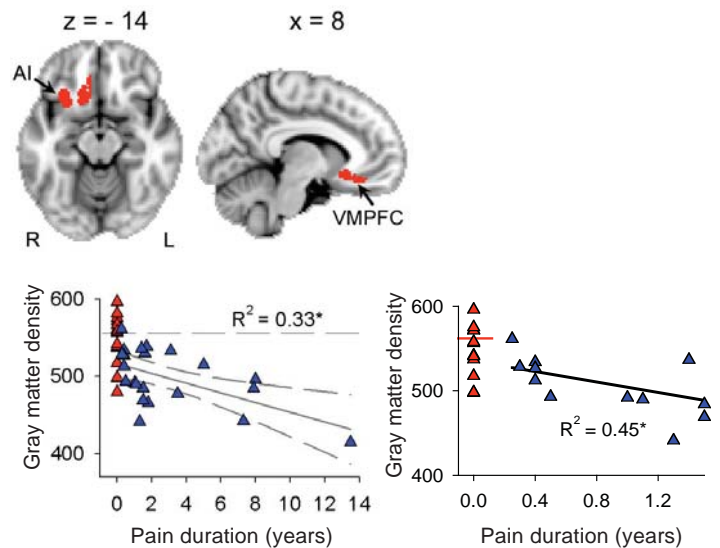 z = - 14
x = 8
AI
VMPFC
R
L
Gray matter density
600
500
400
R² = 0.33*
0
2
4
6
8
10
12
14
Pain duration (years)
Gray matter density
600
500
400
R² = 0.45*
0.0
0.4
0.8
1.2
Pain duration (years)